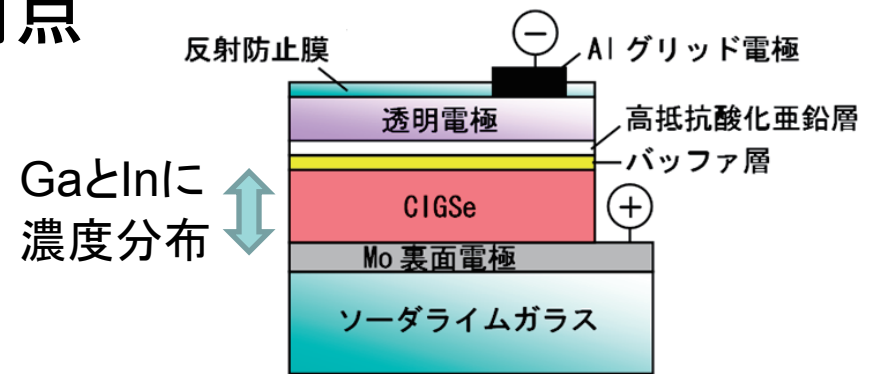 点
反射防止膜
−
Al グリッド電極
透明電極
高抵抗酸化亜鉛層
バッファ層
GaとInに
濃度分布
CIGSe
+
Mo 裏面電極
ソーダライムガラス